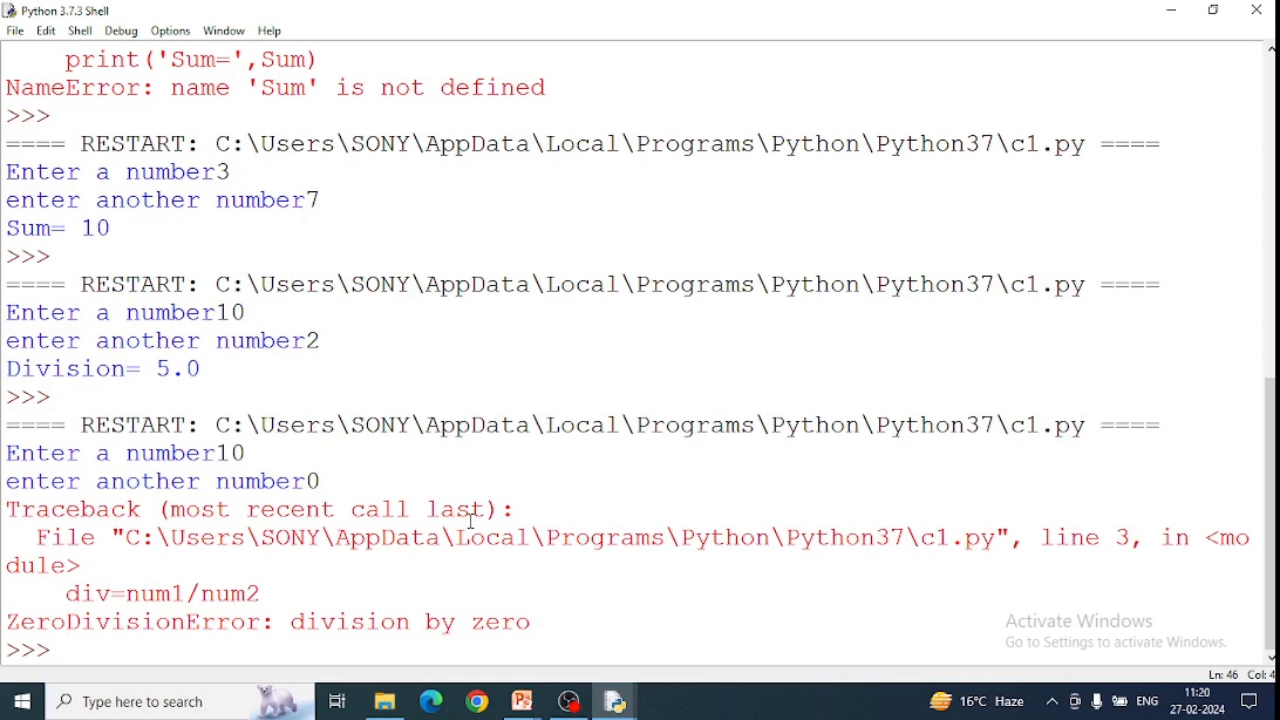 Python 3.7.3 Shell
File Edit Shell Debug Options Window Help
print('Sum=',Sum)
NameError: name 'Sum' is not defined
>>>
==== RESTART: C:\Users\SONY\AppData\Local\Programs\Python\Python37\c1.py ====
Enter a number3
enter another number7
Sum= 10
>>>
==== RESTART: C:\Users\SONY\AppData\Local\Programs\Python\Python37\c1.py ====
Enter a number10
enter another number2
Division= 5.0
>>>
==== RESTART: C:\Users\SONY\AppData\Local\Programs\Python\Python37\c1.py ====
Enter a number10
enter another number0
Traceback (most recent call last):
File "C:\Users\SONY\AppData\Local\Programs\Python\Python37\c1.py", line 3, in <mo
dule>
div=num1/num2
ZeroDivisionError: division by zero
>>>
Activate Windows
Go to Settings to activate Windows.
Ln: 46 Col: 4
Type here to search
16°C Haze
ENG
11:20
27-02-2024